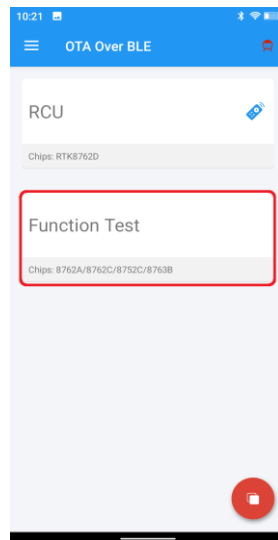 10:21
OTA Over BLE
RCU
Chips: RTK8762D
Function Test
Chips: 8762A/8762C/8752C/8763B